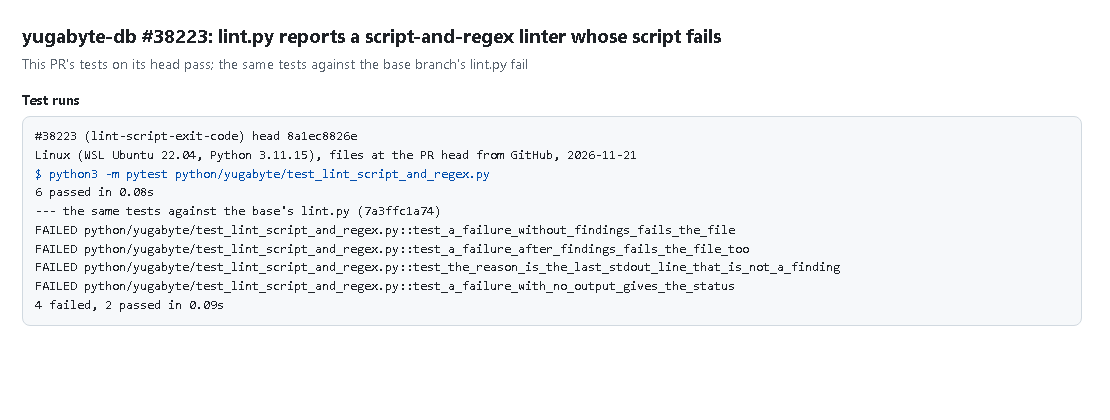 yugabyte-db #38223: lint.py reports a script-and-regex linter whose script fails
This PR's tests on its head pass; the same tests against the base branch's lint.py fail
Test runs
#38223 (lint-script-exit-code) head 8a1ec8826e
Linux (WSL Ubuntu 22.04, Python 3.11.15), files at the PR head from GitHub, 2026-11-21
$ python3 -m pytest python/yugabyte/test_lint_script_and_regex.py
6 passed in 0.08s
--- the same tests against the base's lint.py (7a3ffc1a74)
FAILED python/yugabyte/test_lint_script_and_regex.py::test_a_failure_without_findings_fails_the_file
FAILED python/yugabyte/test_lint_script_and_regex.py::test_a_failure_after_findings_fails_the_file_too
FAILED python/yugabyte/test_lint_script_and_regex.py::test_the_reason_is_the_last_stdout_line_that_is_not_a_finding
FAILED python/yugabyte/test_lint_script_and_regex.py::test_a_failure_with_no_output_gives_the_status
4 failed, 2 passed in 0.09s